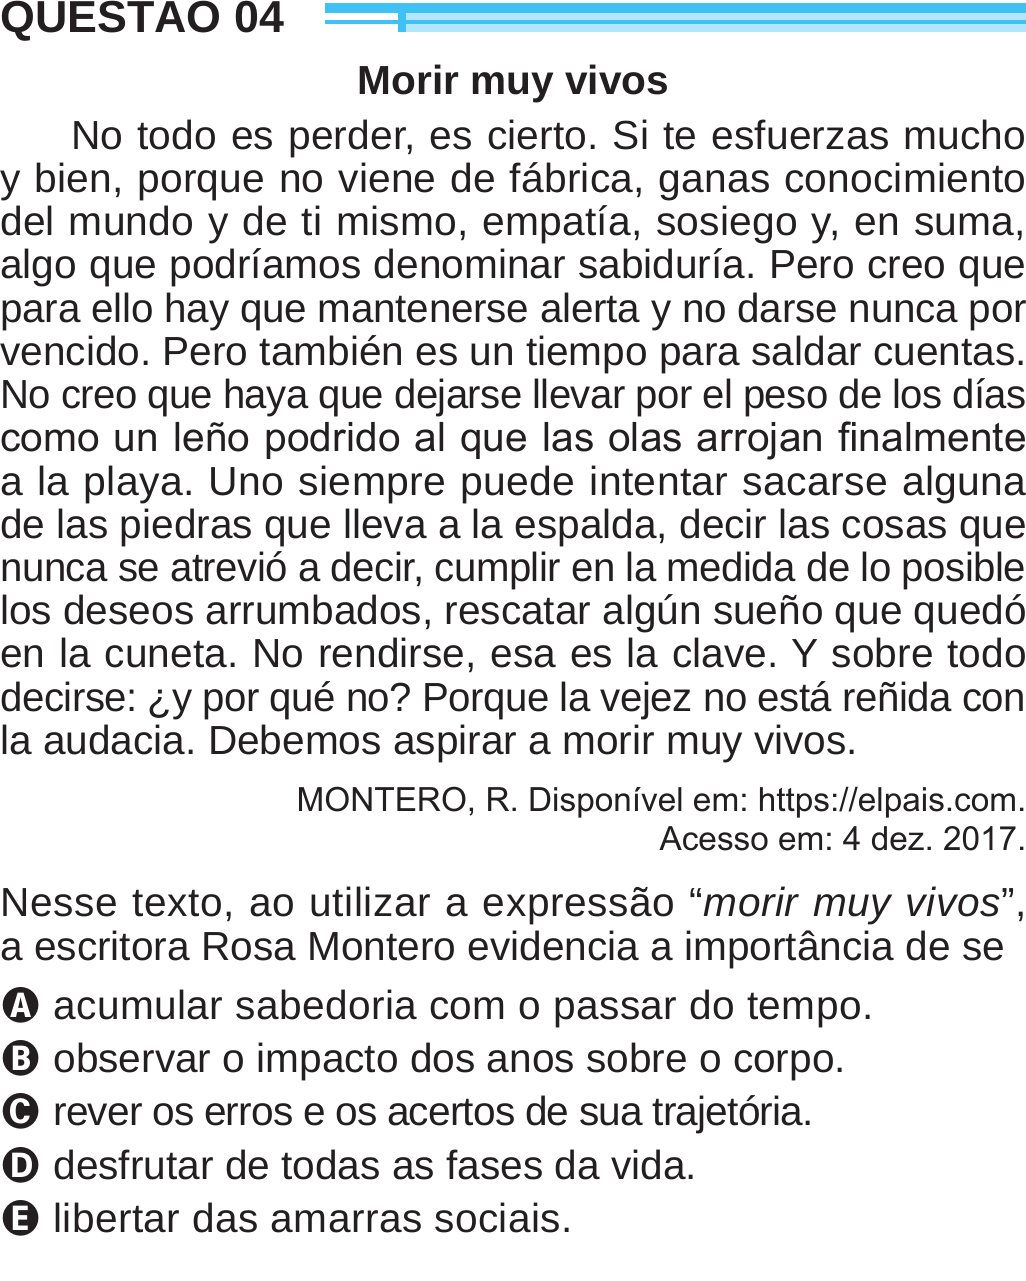 QUESTÃO 04
Morir muy vivos
No todo es perder, es cierto. Si te esfuerzas mucho
y bien, porque no viene de fábrica, ganas conocimiento
del mundo y de ti mismo, empatía, sosiego y, en suma,
algo que podríamos denominar sabiduría. Pero creo que
para ello hay que mantenerse alerta y no darse nunca por
vencido. Pero también es un tiempo para saldar cuentas.
No creo que haya que dejarse llevar por el peso de los días
como un leño podrido al que las olas arrojan finalmente
a la playa. Uno siempre puede intentar sacarse alguna
de las piedras que lleva a la espalda, decir las cosas que
nunca se atrevió a decir, cumplir en la medida de lo posible
los deseos arrumbados, rescatar algún sueño que quedó
en la cuneta. No rendirse, esa es la clave. Y sobre todo
decirse: ¿y por qué no? Porque la vejez no está reñida con
la audacia. Debemos aspirar a morir muy vivos.
MONTERO, R. Disponível em: https://elpais.com.
Acesso em: 4 dez. 2017.
Nesse texto, ao utilizar a expressão “morir muy vivos”,
a escritora Rosa Montero evidencia a importância de se
A acumular sabedoria com o passar do tempo.
B observar o impacto dos anos sobre o corpo.
C rever os erros e os acertos de sua trajetória.
D desfrutar de todas as fases da vida.
E libertar das amarras sociais.